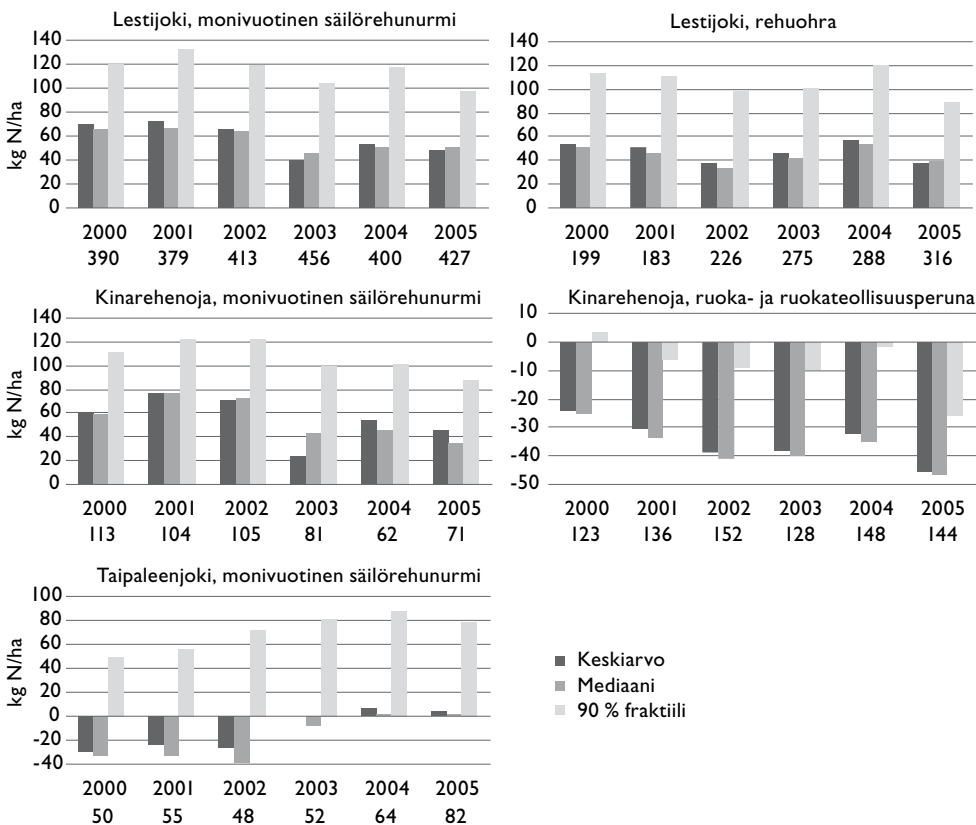 Lestijoki, monivuotinen säilörehunurmi
140
120
100
80
60
40
20
0
kg N/ha
2000 2001 2002 2003 2004 2005
390 379 413 456 400 427
Lestijoki, rehuohra
140
120
100
80
60
40
20
0
2000 2001 2002 2003 2004 2005
199 183 226 275 288 316
Kinarehenoja, monivuotinen säilörehunurmi
140
120
100
80
60
40
20
0
kg N/ha
2000 2001 2002 2003 2004 2005
113 104 105 81 62 71
Kinarehenoja, ruoka- ja ruokateollisuusperuna
10
0
-10
-20
-30
-40
-50
2000 2001 2002 2003 2004 2005
123 136 152 128 148 144
Taipaleenjoki, monivuotinen säilörehunurmi
100
80
60
40
20
0
-20
-40
kg N/ha
2000 2001 2002 2003 2004 2005
50 55 48 52 64 82
Keskiarvo
Mediaani
90 % fraktiili